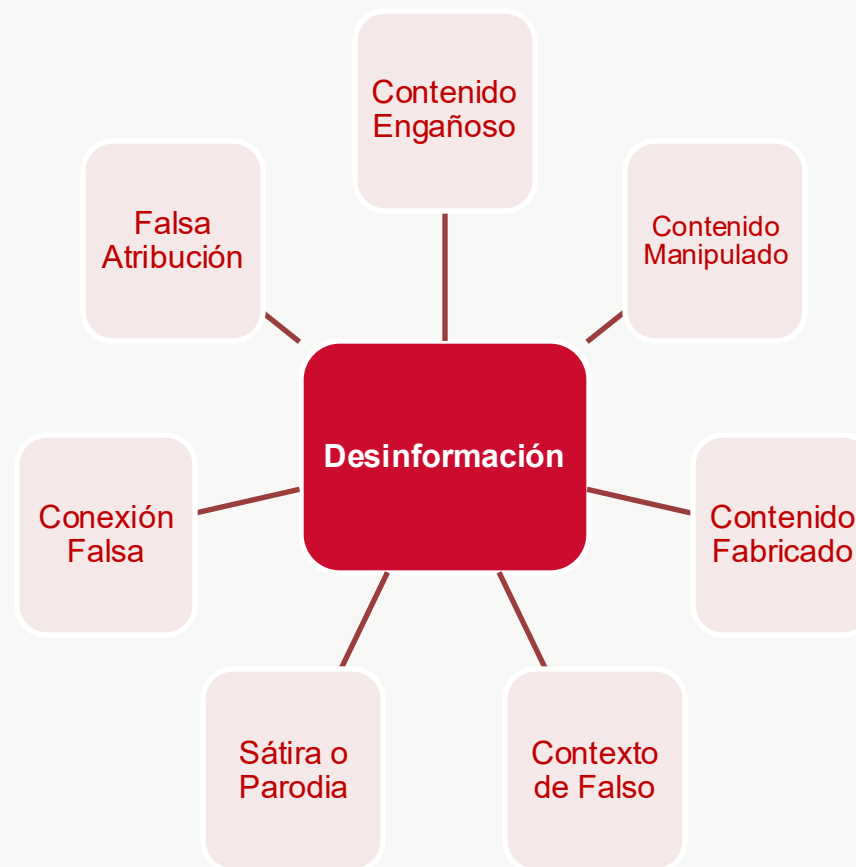 Contenido
Engañoso
Falsa
Atribución
Contenido
Manipulado
Desinformación
Conexión
Falsa
Contenido
Fabricado
Sátira o
Parodia
Contexto
de Falso